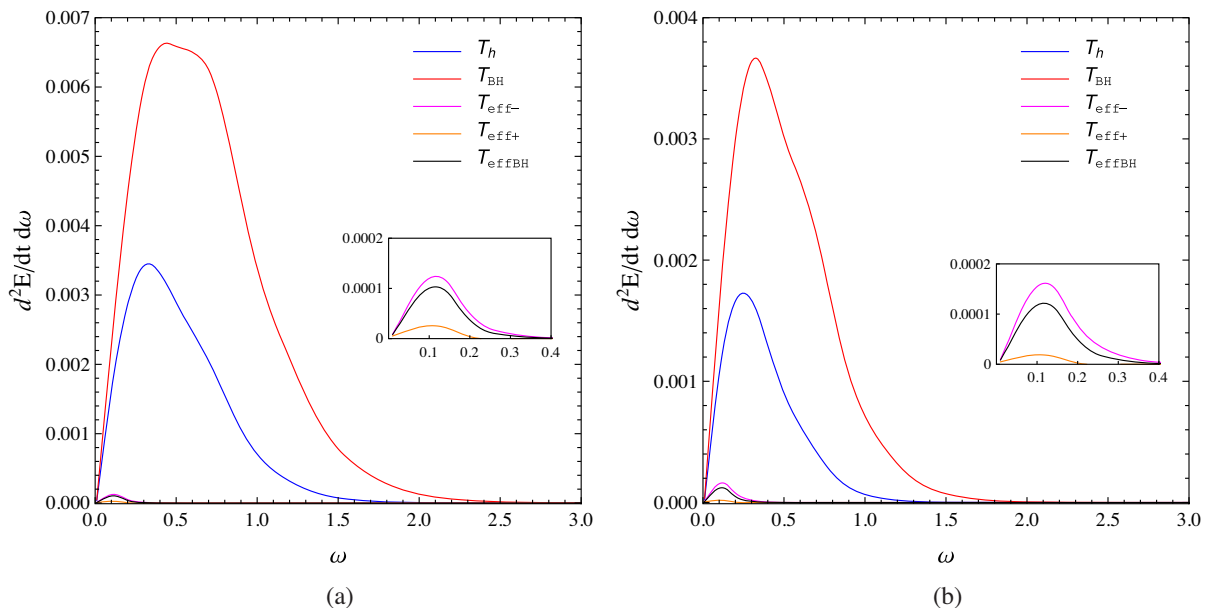 0.007
0.006
0.005
0.004
0.003
0.002
0.001
0.000
d²E/dt dω
0.0 0.5 1.0 1.5 2.0 2.5 3.0
ω
T_h
T_BH
T_eff−
T_eff+
T_effBH
0.0002
0.0001
0
0.1 0.2 0.3 0.4
(a)
0.004
0.003
0.002
0.001
0.000
d²E/dt dω
0.0 0.5 1.0 1.5 2.0 2.5 3.0
ω
T_h
T_BH
T_eff−
T_eff+
T_effBH
0.0002
0.0001
0
0.1 0.2 0.3 0.4
(b)